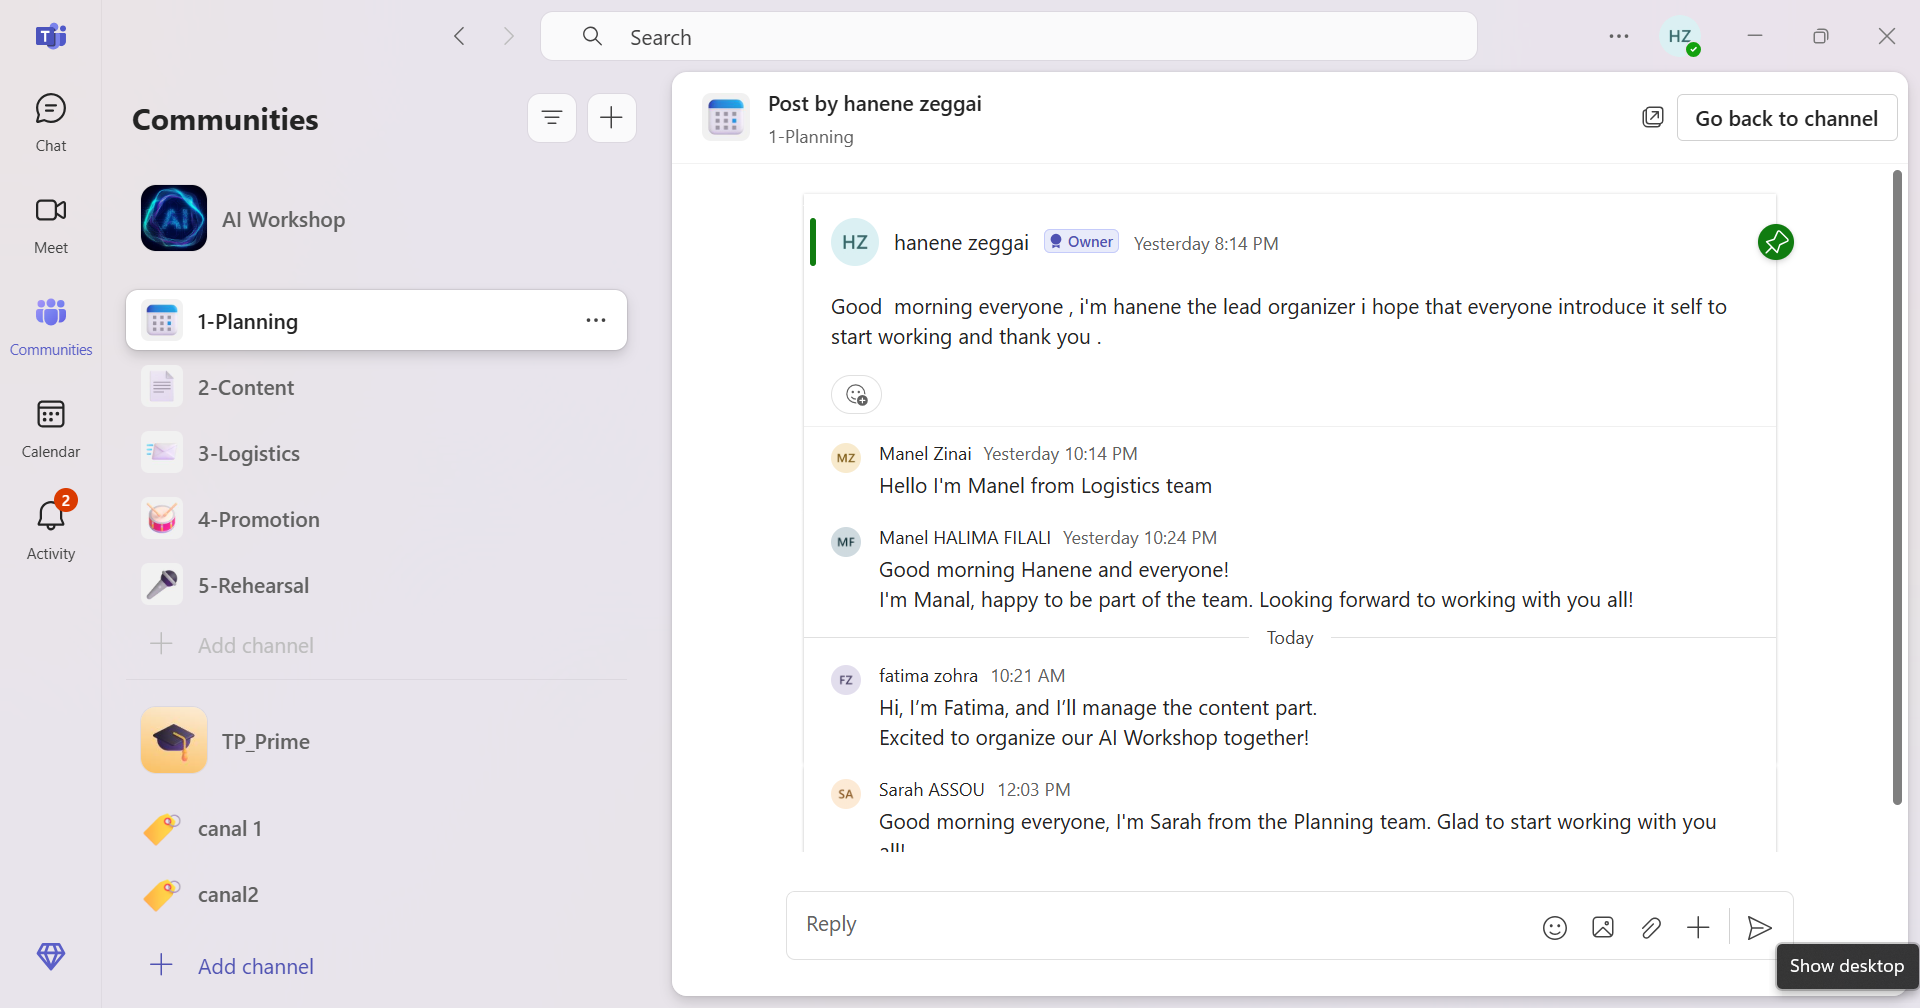 Search
HZ
Chat
Meet
Communities
Calendar
2
Activity
Communities
AI
AI Workshop
1-Planning
2-Content
3-Logistics
4-Promotion
5-Rehearsal
Add channel
TP_Prime
canal 1
canal2
Add channel
Post by hanene zeggai
1-Planning
Go back to channel
HZ hanene zeggai Owner Yesterday 8:14 PM
Good  morning everyone , i'm hanene the lead organizer i hope that everyone introduce it self to
start working and thank you .
MZ Manel Zinai Yesterday 10:14 PM
Hello I'm Manel from Logistics team
MF Manel HALIMA FILALI Yesterday 10:24 PM
Good morning Hanene and everyone!
I'm Manal, happy to be part of the team. Looking forward to working with you all!
Today
FZ fatima zohra 10:21 AM
Hi, I’m Fatima, and I’ll manage the content part.
Excited to organize our AI Workshop together!
SA Sarah ASSOU 12:03 PM
Good morning everyone, I'm Sarah from the Planning team. Glad to start working with you
all!
Reply
Show desktop